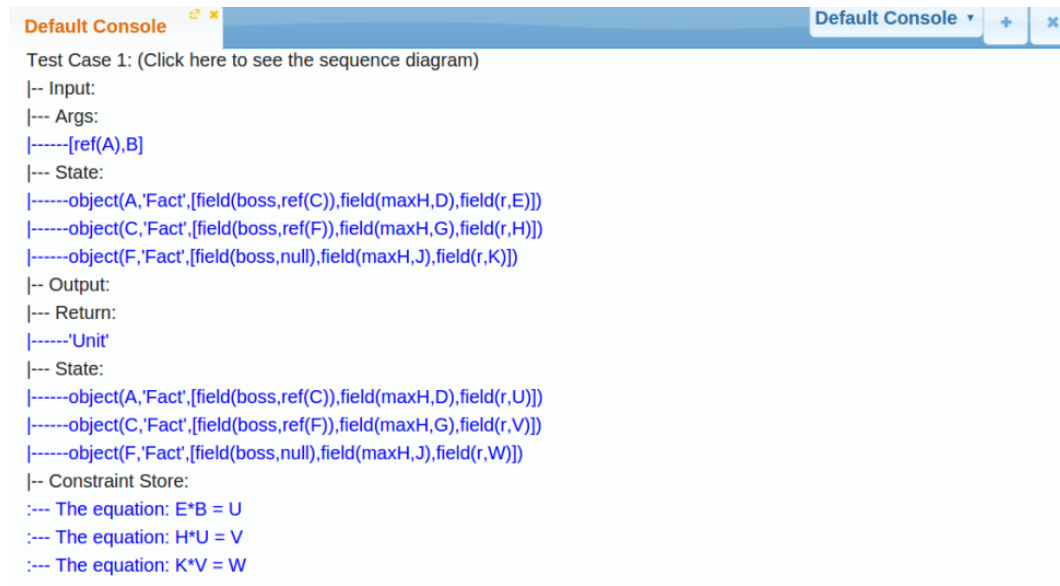 Default Console
Default Console
Test Case 1: (Click here to see the sequence diagram)
|-- Input:
|--- Args:
|------[ref(A),B]
|--- State:
|------object(A,'Fact',[field(boss,ref(C)),field(maxH,D),field(r,E)])
|------object(C,'Fact',[field(boss,ref(F)),field(maxH,G),field(r,H)])
|------object(F,'Fact',[field(boss,null),field(maxH,J),field(r,K)])
|-- Output:
|--- Return:
|------'Unit'
|--- State:
|------object(A,'Fact',[field(boss,ref(C)),field(maxH,D),field(r,U)])
|------object(C,'Fact',[field(boss,ref(F)),field(maxH,G),field(r,V)])
|------object(F,'Fact',[field(boss,null),field(maxH,J),field(r,W)])
|-- Constraint Store:
:--- The equation: E*B = U
:--- The equation: H*U = V
:--- The equation: K*V = W